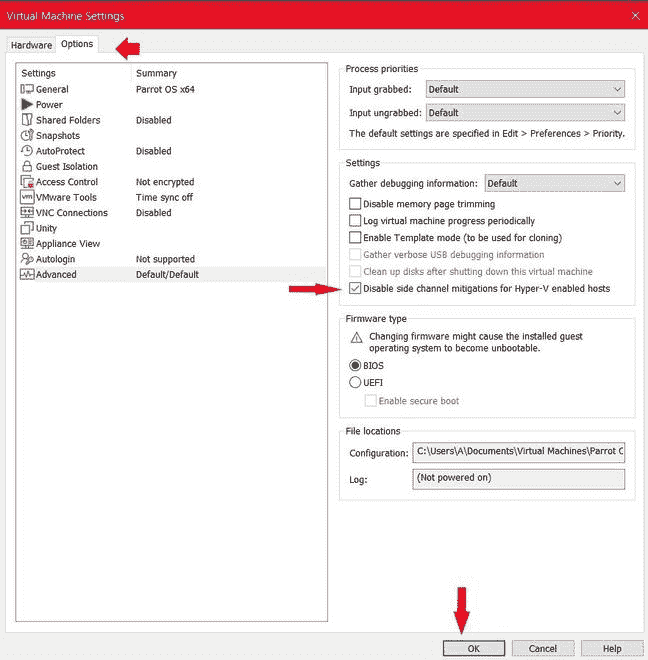 Virtual Machine Settings
Hardware Options
Settings Summary
General Parrot OS x64
Power
Shared Folders Disabled
Snapshots
AutoProtect Disabled
Guest Isolation
Access Control Not encrypted
vm VMware Tools Time sync off
VNC Connections Disabled
Unity
Appliance View
Autologin Not supported
Advanced Default/Default
Process priorities
Input grabbed: Default
Input ungrabbed: Default
The default settings are specified in Edit > Preferences > Priority.
Settings
Gather debugging information: Default
Disable memory page trimming
Log virtual machine progress periodically
Enable Template mode (to be used for cloning)
Gather verbose USB debugging information
Clean up disks after shutting down this virtual machine
Disable side channel mitigations for Hyper-V enabled hosts
Firmware type
Changing firmware might cause the installed guest
operating system to become unbootable.
BIOS
UEFI
Enable secure boot
File locations
Configuration: C:\Users\A\Documents\Virtual Machines\Parrot C
Log: (Not powered on)
OK Cancel Help